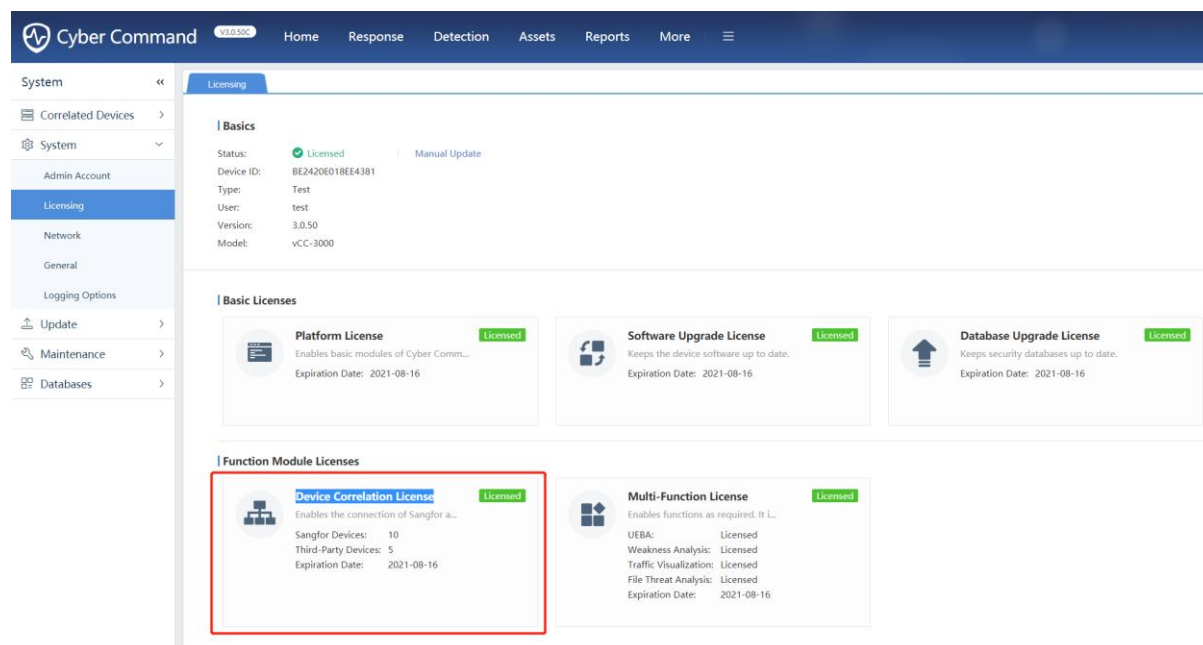 Cyber Command V3.0.50C Home Response Detection Assets Reports More
System «
Licensing
Correlated Devices
System
Admin Account
Licensing
Network
General
Logging Options
Update
Maintenance
Databases
Basics
Status: Licensed Manual Update
Device ID: BE2420E018EE4381
Type: Test
User: test
Version: 3.0.50
Model: vCC-3000
Basic Licenses
Platform License Licensed
Enables basic modules of Cyber Comm...
Expiration Date: 2021-08-16
Software Upgrade License Licensed
Keeps the device software up to date.
Expiration Date: 2021-08-16
Database Upgrade License Licensed
Keeps security databases up to date.
Expiration Date: 2021-08-16
Function Module Licenses
Device Correlation License Licensed
Enables the connection of Sangfor a...
Sangfor Devices: 10
Third-Party Devices: 5
Expiration Date: 2021-08-16
Multi-Function License Licensed
Enables functions as required. It i...
UEBA: Licensed
Weakness Analysis: Licensed
Traffic Visualization: Licensed
File Threat Analysis: Licensed
Expiration Date: 2021-08-16